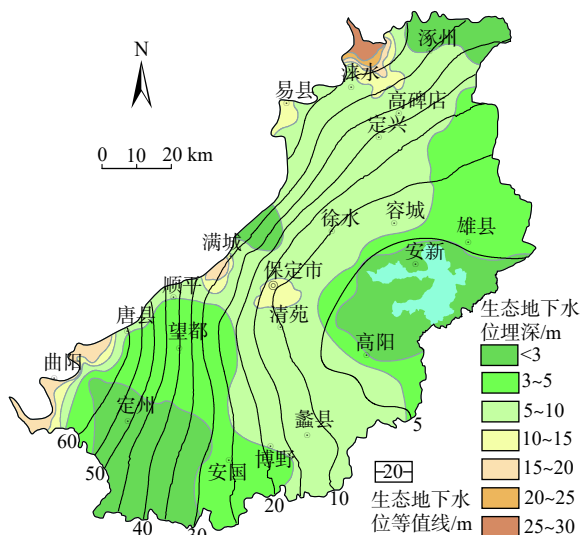 N
0 10 20 km
涿州
涞水
易县
高碑店
定兴
容城
徐水
雄县
满城
安新
保定市
顺平
清苑
唐县
望都
高阳
曲阳
定州
蠡县
博野
安国
60
50
40
30
20
10
5
生态地下水
位埋深/m
<3
3~5
5~10
10~15
15~20
20~25
25~30
20
生态地下水
位等值线/m